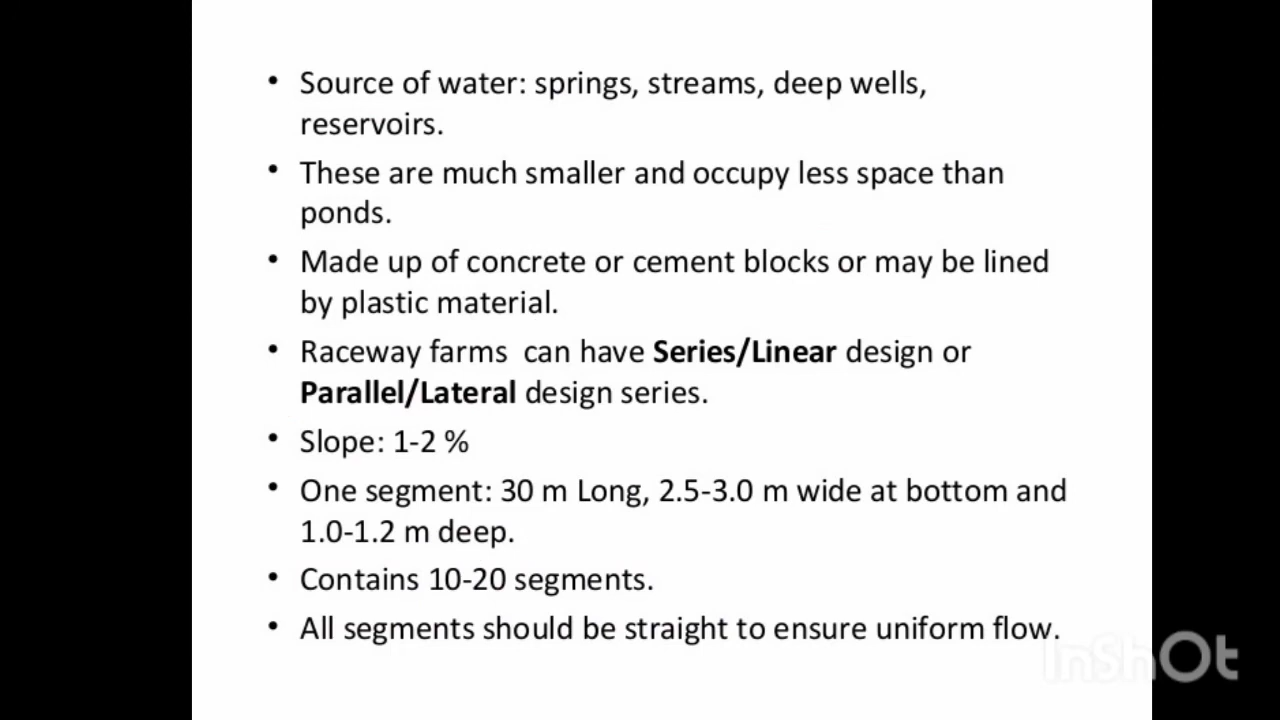 • Source of water: springs, streams, deep wells,
reservoirs.
• These are much smaller and occupy less space than
ponds.
• Made up of concrete or cement blocks or may be lined
by plastic material.
• Raceway farms can have Series/Linear design or
Parallel/Lateral design series.
• Slope: 1-2 %
• One segment: 30 m Long, 2.5-3.0 m wide at bottom and
1.0-1.2 m deep.
• Contains 10-20 segments.
• All segments should be straight to ensure uniform flow.
InShOt